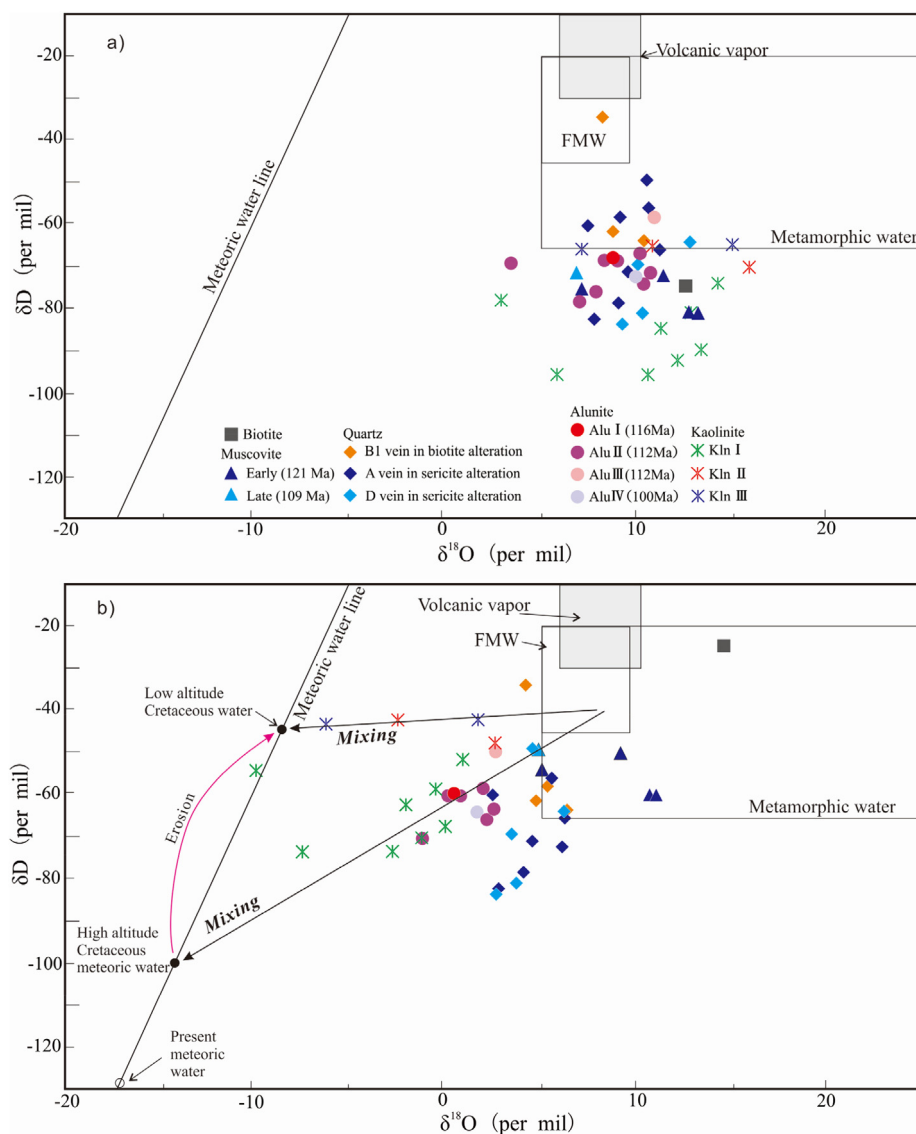 a)
-20
-40
-60
-80
-100
-120
δD (per mil)
Meteoric water line
Volcanic vapor
FMW
Metamorphic water
Biotite
Muscovite
Early (121 Ma)
Late (109 Ma)
Quartz
B1 vein in biotite alteration
A vein in sericite alteration
D vein in sericite alteration
Alunite
Alu Ⅰ (116Ma)
Alu Ⅱ (112Ma)
Alu Ⅲ (112Ma)
Alu Ⅳ (100Ma)
Kaolinite
Kln Ⅰ
Kln Ⅱ
Kln Ⅲ
-20 -10 0 10 20
δ¹⁸O (per mil)
b)
-20
-40
-60
-80
-100
-120
δD (per mil)
Meteoric water line
Volcanic vapor
FMW
Low altitude
Cretaceous water
Mixing
Erosion
Metamorphic water
Mixing
High altitude
Cretaceous
meteoric water
Present
meteoric
water
-20 -10 0 10 20
δ¹⁸O (per mil)